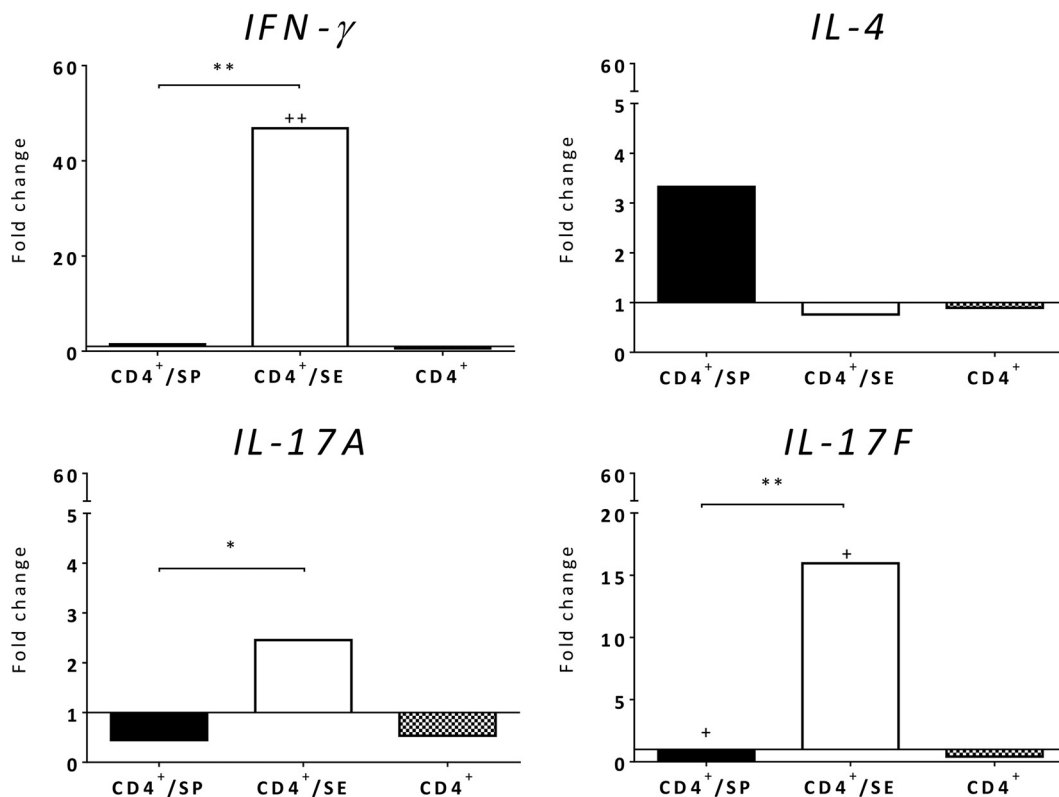 IFN-γ
60
**
++
40
Fold change
20
0
CD4⁺/SP CD4⁺/SE CD4⁺
IL-4
60
5
4
Fold change
3
2
1
0
CD4⁺/SP CD4⁺/SE CD4⁺
IL-17A
60
5
4
*
Fold change
3
2
1
0
CD4⁺/SP CD4⁺/SE CD4⁺
IL-17F
60
**
20
+
15
Fold change
10
5
+
0
CD4⁺/SP CD4⁺/SE CD4⁺